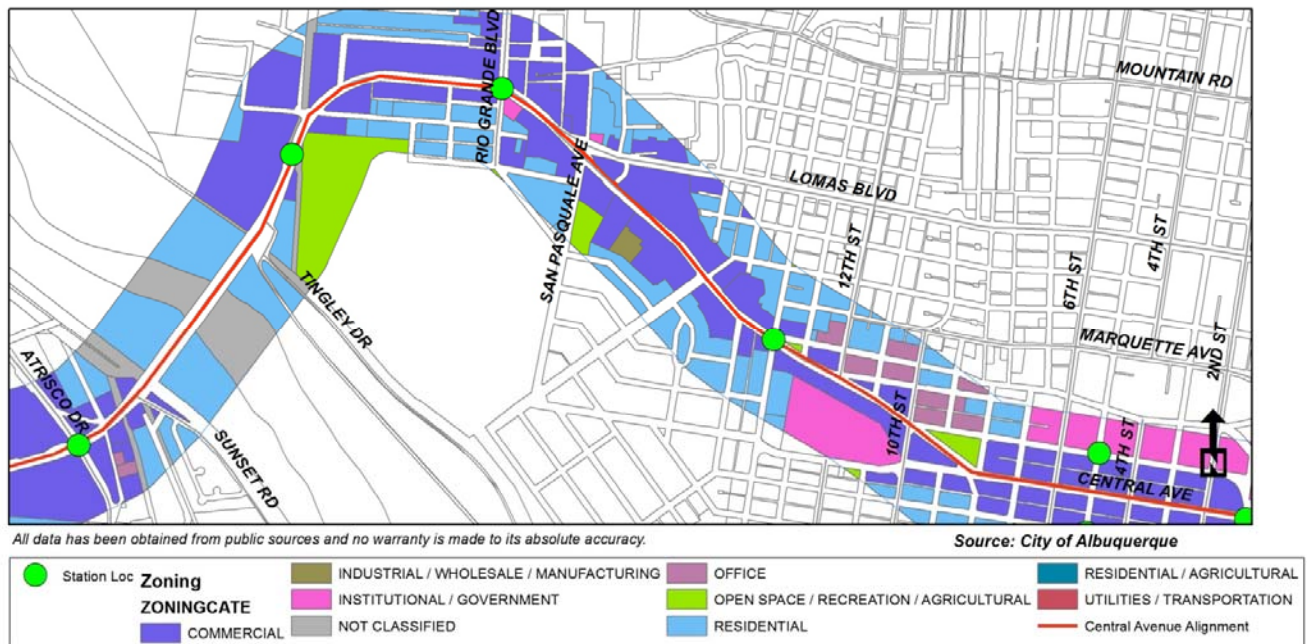 MOUNTAIN RD
RIO GRANDE BLVD
SAN PASQUALE AVE
LOMAS BLVD
12TH ST
4TH ST
6TH ST
MARQUETTE AVD
2ND ST
TINGLEY DR
ATRISCO DR
SUNSET RD
10TH ST
4TH ST
CENTRAL AVE
N
All data has been obtained from public sources and no warranty is made to its absolute accuracy.
Source: City of Albuquerque
Station Loc
Zoning
ZONINGCATE
COMMERCIAL
INDUSTRIAL / WHOLESALE / MANUFACTURING
INSTITUTIONAL / GOVERNMENT
NOT CLASSIFIED
OFFICE
OPEN SPACE / RECREATION / AGRICULTURAL
RESIDENTIAL
RESIDENTIAL / AGRICULTURAL
UTILITIES / TRANSPORTATION
Central Avenue Alignment